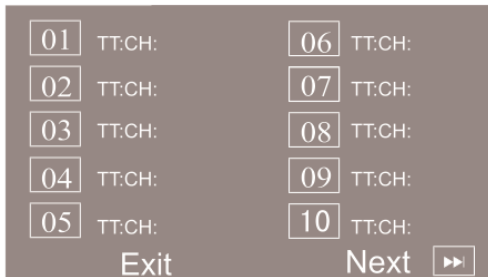 01 TT:CH: 06 TT:CH:
02 TT:CH: 07 TT:CH:
03 TT:CH: 08 TT:CH:
04 TT:CH: 09 TT:CH:
05 TT:CH: 10 TT:CH:
Exit Next